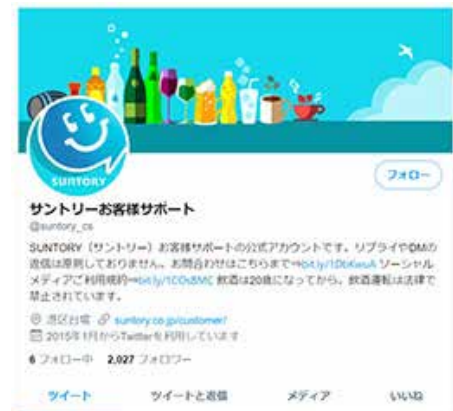 SUNTORY
フォロー
サントリーお客様サポート
@suntory_cs
SUNTORY（サントリー）お客様サポートの公式アカウントです。リプライやDMの
返信は原則しておりません。お問合わせはこちらまで⇒bit.ly/1DbKwuA ソーシャル
メディアご利用規約⇒bit.ly/1COs8MC 飲酒は20歳になってから。飲酒運転は法律で
禁止されています。
港区台場 suntory.co.jp/customer/
2015年1月からTwitterを利用しています
6 フォロー中 2,027 フォロワー
ツイート ツイートと返信 メディア いいね